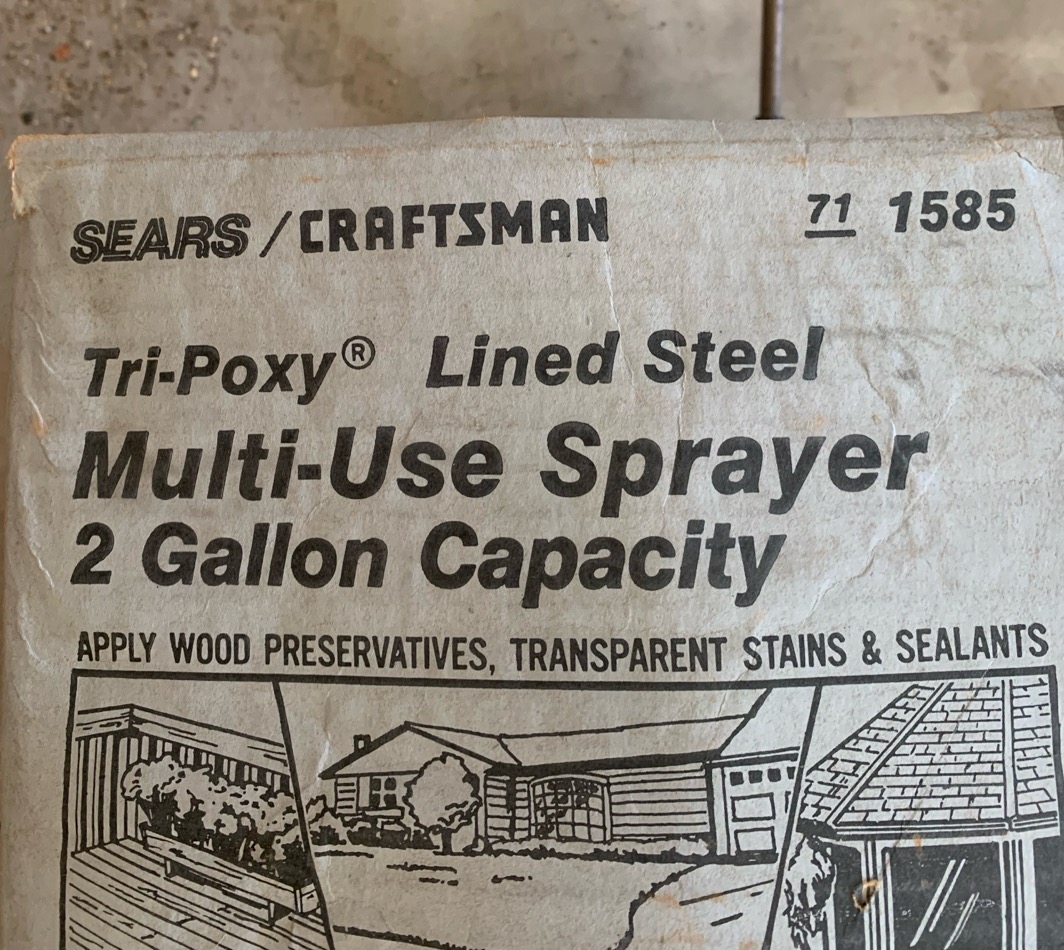 SEARS / CRAFTSMAN 71 1585
Tri-Poxy® Lined Steel
Multi-Use Sprayer
2 Gallon Capacity
APPLY WOOD PRESERVATIVES, TRANSPARENT STAINS & SEALANTS